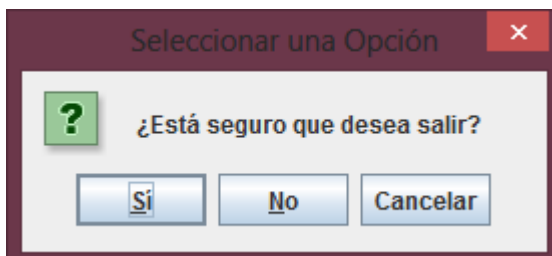 Seleccionar una Opción
¿Está seguro que desea salir?
Sí No Cancelar